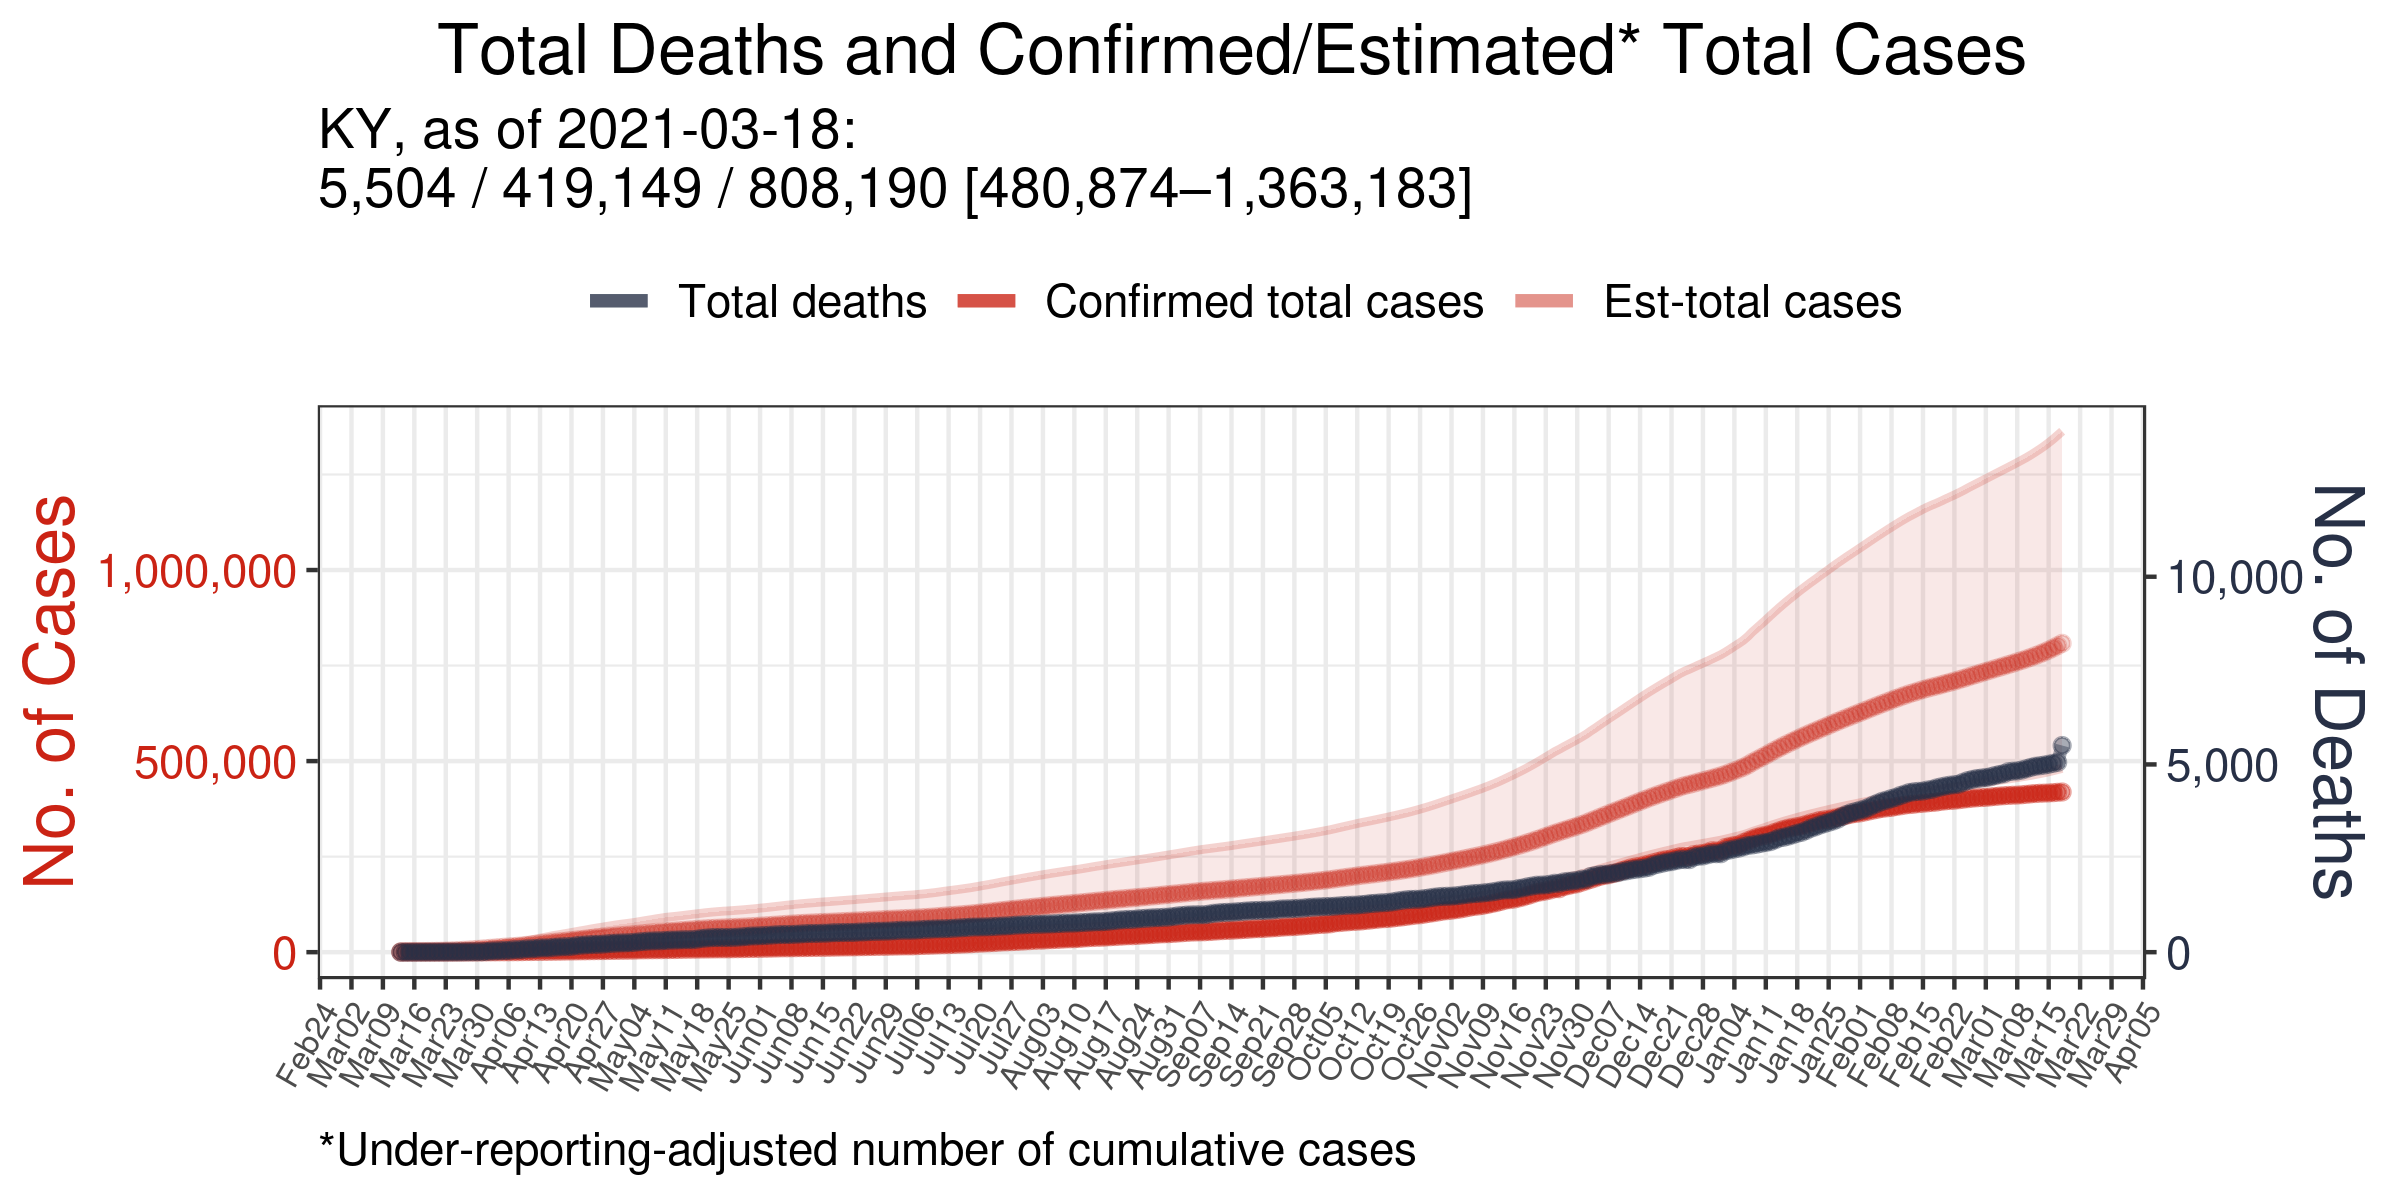 Total Deaths and Confirmed/Estimated* Total Cases
KY, as of 2021-03-18:
5,504 / 419,149 / 808,190 [480,874–1,363,183]
Total deaths
Confirmed total cases
Est-total cases
No. of Cases
1,000,000
500,000
0
10,000
5,000
0
No. of Deaths
Feb24
Mar02
Mar09
Mar16
Mar23
Mar30
Apr06
Apr13
Apr20
Apr27
May04
May11
May18
May25
Jun01
Jun08
Jun15
Jun22
Jun29
Jul06
Jul13
Jul20
Jul27
Aug03
Aug10
Aug17
Aug24
Aug31
Sep07
Sep14
Sep21
Sep28
Oct05
Oct12
Oct19
Oct26
Nov02
Nov09
Nov16
Nov23
Nov30
Dec07
Dec14
Dec21
Dec28
Jan04
Jan11
Jan18
Jan25
Feb01
Feb08
Feb15
Feb22
Mar01
Mar08
Mar15
Mar22
Mar29
Apr05
*Under-reporting-adjusted number of cumulative cases